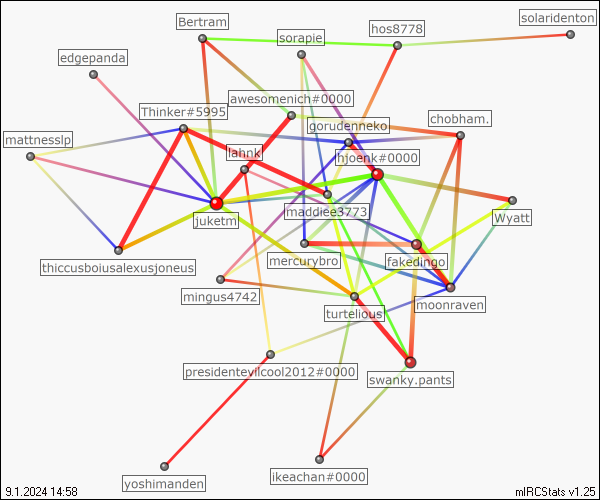 Bertram
solaridenton
hos8778
sorapie
edgepanda
awesomenich#0000
Thinker#5995
chobham.
gorudenneko
mattnesslp
lahnk
hjoenk#0000
maddiee3773
juketm
Wyatt
mercurybro
fakedingo
thiccusboiusalexusjoneus
mingus4742
moonraven
turtelious
presidentevilcool2012#0000
swanky.pants
yoshimanden
ikeachan#0000
9.1.2024 14:58
mIRCStats v1.25